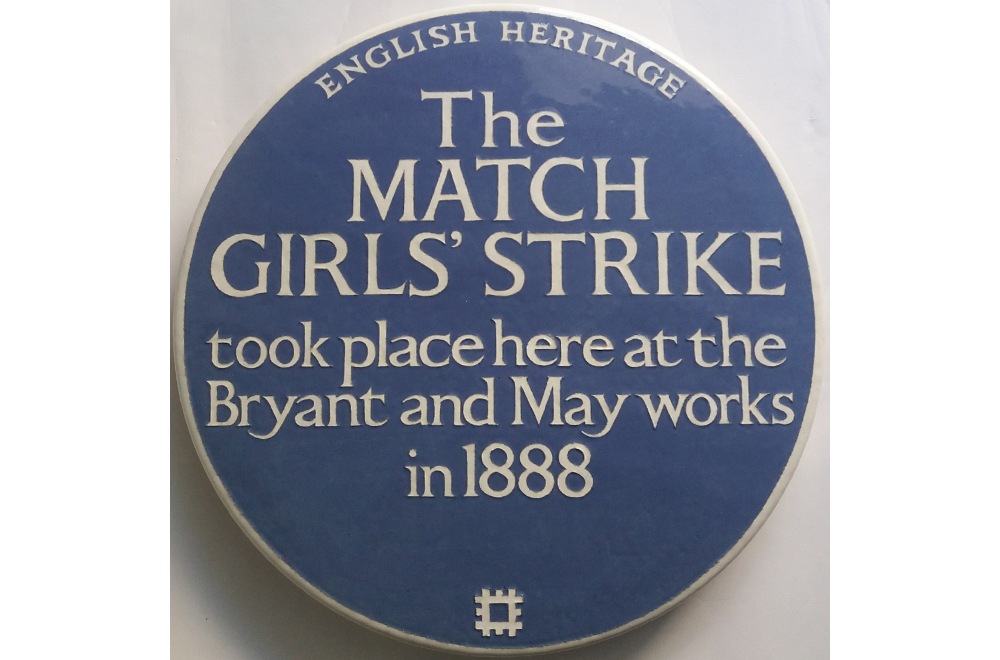 ENGLISH HERITAGE
The
MATCH
GIRLS’ STRIKE
took place here at the
Bryant and May works
in 1888